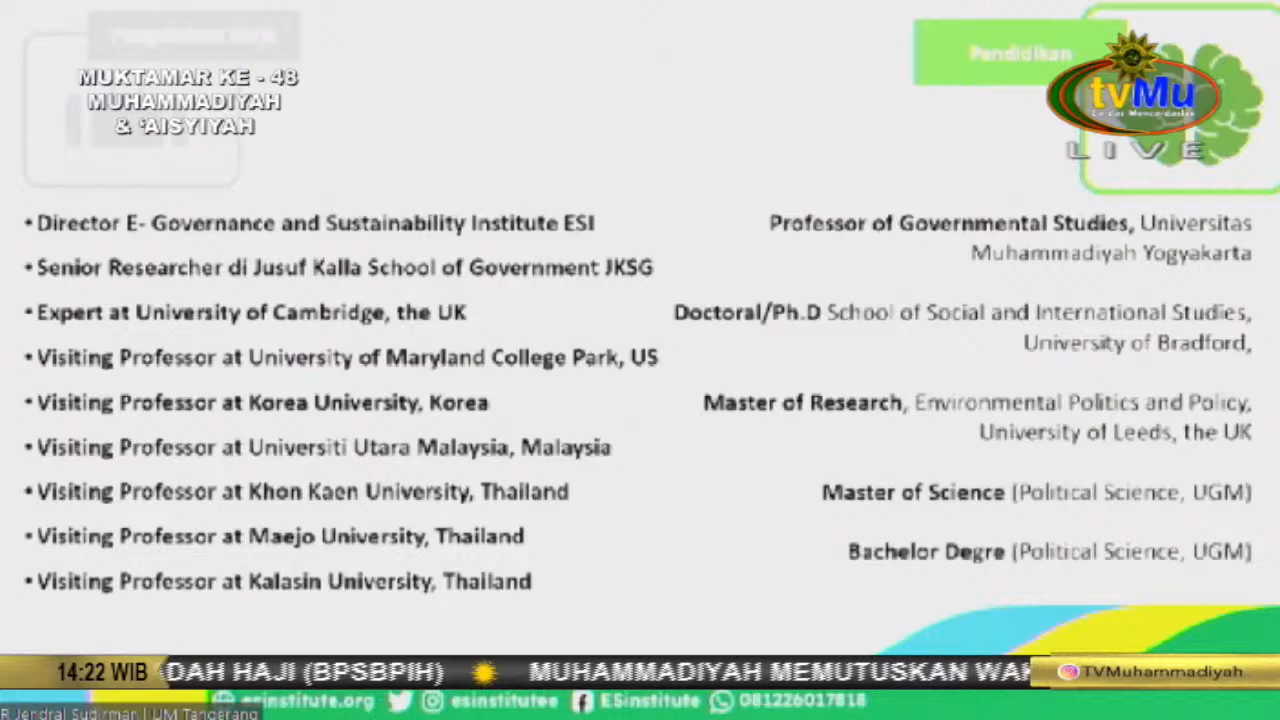 MUKTAMAR KE - 48
MUHAMMADIYAH
& 'AISYIYAH
Pendidikan
tvMu
LIVE
• Director E- Governance and Sustainability Institute ESI
• Senior Researcher di Jusuf Kalla School of Government JKSG
• Expert at University of Cambridge, the UK
• Visiting Professor at University of Maryland College Park, US
• Visiting Professor at Korea University, Korea
• Visiting Professor at Universiti Utara Malaysia, Malaysia
• Visiting Professor at Khon Kaen University, Thailand
• Visiting Professor at Maejo University, Thailand
• Visiting Professor at Kalasin University, Thailand
Professor of Governmental Studies, Universitas
Muhammadiyah Yogyakarta
Doctoral/Ph.D School of Social and International Studies,
University of Bradford,
Master of Research, Environmental Politics and Policy,
University of Leeds, the UK
Master of Science (Political Science, UGM)
Bachelor Degre (Political Science, UGM)
14:22 WIB
DAH HAJI (BPSBPIH) MUHAMMADIYAH MEMUTUSKAN WA
TVMuhammadiyah
esinstitute.org esinstitutee ESinstitute 081226017818